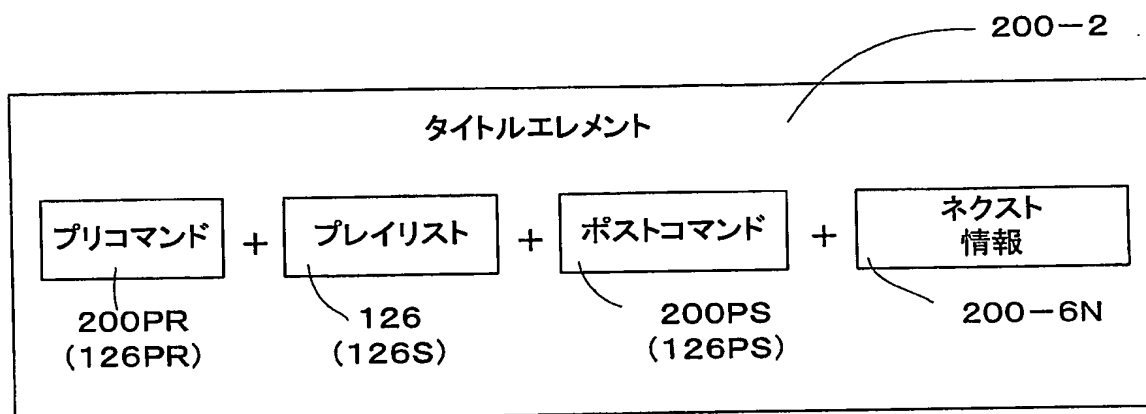 200-2
タイトルエレメント
プリコマンド + プレイリスト + ポストコマンド + ネクスト
情報
200PR 126 200PS 200-6N
(126PR) (126S) (126PS)